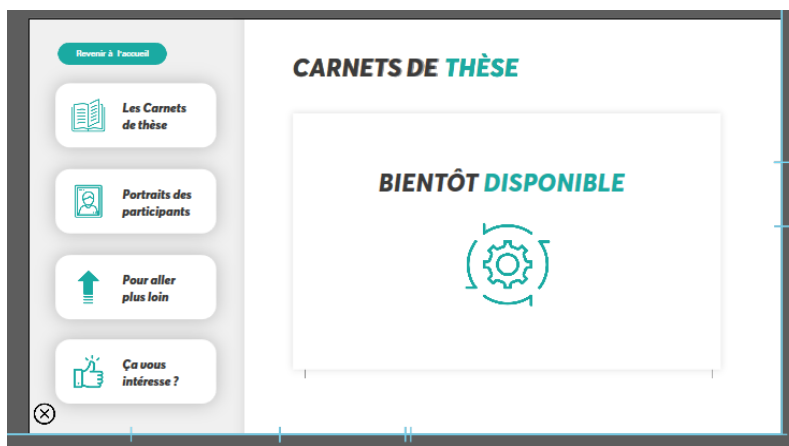 Revenir à l'accueil
CARNETS DE THÈSE
Les Carnets
de thèse
Portraits des
participants
Pour aller
plus loin
Ça vous
intéresse ?
BIENTÔT DISPONIBLE